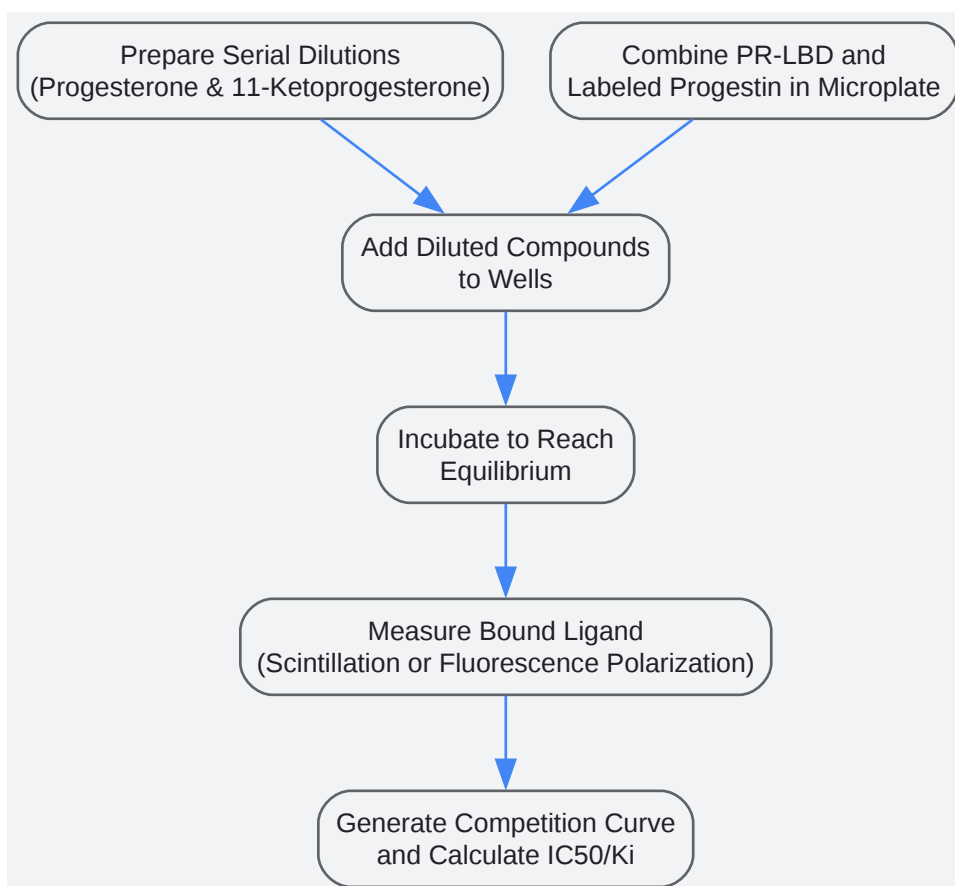 Prepare Serial Dilutions
(Progesterone & 11-Ketoprogesterone)
Combine PR-LBD and
Labeled Progestin in Microplate
Add Diluted Compounds
to Wells
Incubate to Reach
Equilibrium
Measure Bound Ligand
(Scintillation or Fluorescence Polarization)
Generate Competition Curve
and Calculate IC50/Ki